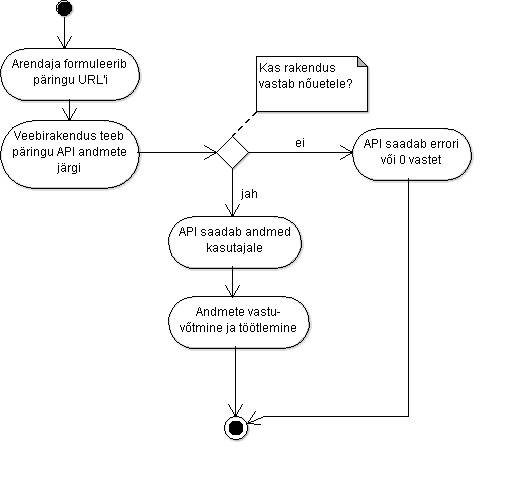 Arendaja formuleerib
päringu URL'i
Kas rakendus
vastab nõuetele?
Veebirakendus teeb
päringu API andmete
järgi
ei
API saadab errori
või 0 vastet
jah
API saadab andmed
kasutajale
Andmete vastu-
võtmine ja töötlemine